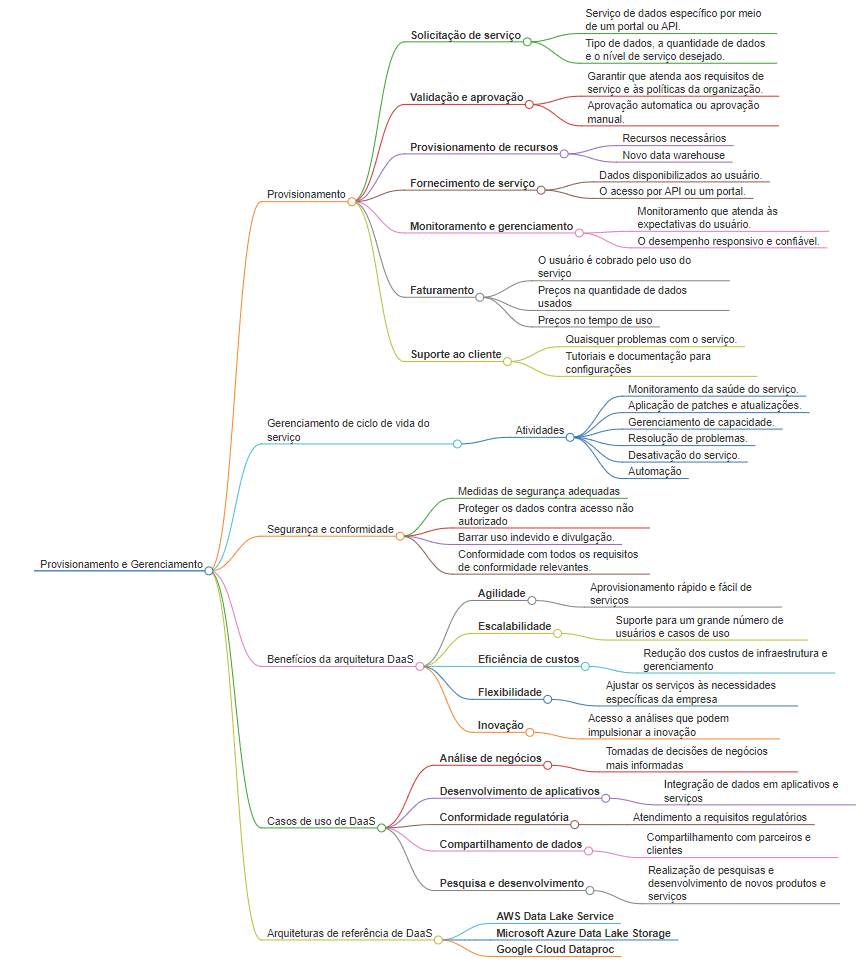 Provisionamento e Gerenciamento
Provisionamento
Solicitação de serviço
Serviço de dados específico por meio
de um portal ou API.
Tipo de dados, a quantidade de dados
e o nível de serviço desejado.
Validação e aprovação
Garantir que atenda aos requisitos de
serviço e às políticas da organização.
Aprovação automatica ou aprovação
manual.
Provisionamento de recursos
Recursos necessários
Novo data warehouse
Fornecimento de serviço
Dados disponibilizados ao usuário.
O acesso por API ou um portal.
Monitoramento e gerenciamento
Monitoramento que atenda às
expectativas do usuário.
O desempenho responsivo e confiável.
Faturamento
O usuário é cobrado pelo uso do
serviço
Preços na quantidade de dados
usados
Preços no tempo de uso
Suporte ao cliente
Quaisquer problemas com o serviço.
Tutoriais e documentação para
configurações
Gerenciamento de ciclo de vida do
serviço
Atividades
Monitoramento da saúde do serviço.
Aplicação de patches e atualizações.
Gerenciamento de capacidade.
Resolução de problemas.
Desativação do serviço.
Automação
Segurança e conformidade
Medidas de segurança adequadas
Proteger os dados contra acesso não
autorizado
Barrar uso indevido e divulgação.
Conformidade com todos os requisitos
de conformidade relevantes.
Benefícios da arquitetura DaaS
Agilidade
Aprovisionamento rápido e fácil de
serviços
Escalabilidade
Suporte para um grande número de
usuários e casos de uso
Eficiência de custos
Redução dos custos de infraestrutura e
gerenciamento
Flexibilidade
Ajustar os serviços às necessidades
específicas da empresa
Inovação
Acesso a análises que podem
impulsionar a inovação
Casos de uso de DaaS
Análise de negócios
Tomadas de decisões de negócios
mais informadas
Desenvolvimento de aplicativos
Integração de dados em aplicativos e
serviços
Conformidade regulatória
Atendimento a requisitos regulatórios
Compartilhamento de dados
Compartilhamento com parceiros e
clientes
Pesquisa e desenvolvimento
Realização de pesquisas e
desenvolvimento de novos produtos e
serviços
Arquiteturas de referência de DaaS
AWS Data Lake Service
Microsoft Azure Data Lake Storage
Google Cloud Dataproc